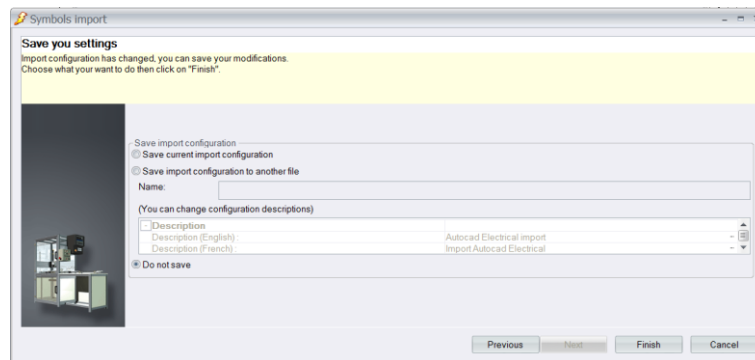 Symbols import
Save you settings
Import configuration has changed, you can save your modifications.
Choose what your want to do then click on "Finish".
Save import configuration
Save current import configuration
Save import configuration to another file
Name:
(You can change configuration descriptions)
Description
Description (English) : Autocad Electrical import
Description (French) : Import Autocad Electrical
Do not save
Previous Next Finish Cancel